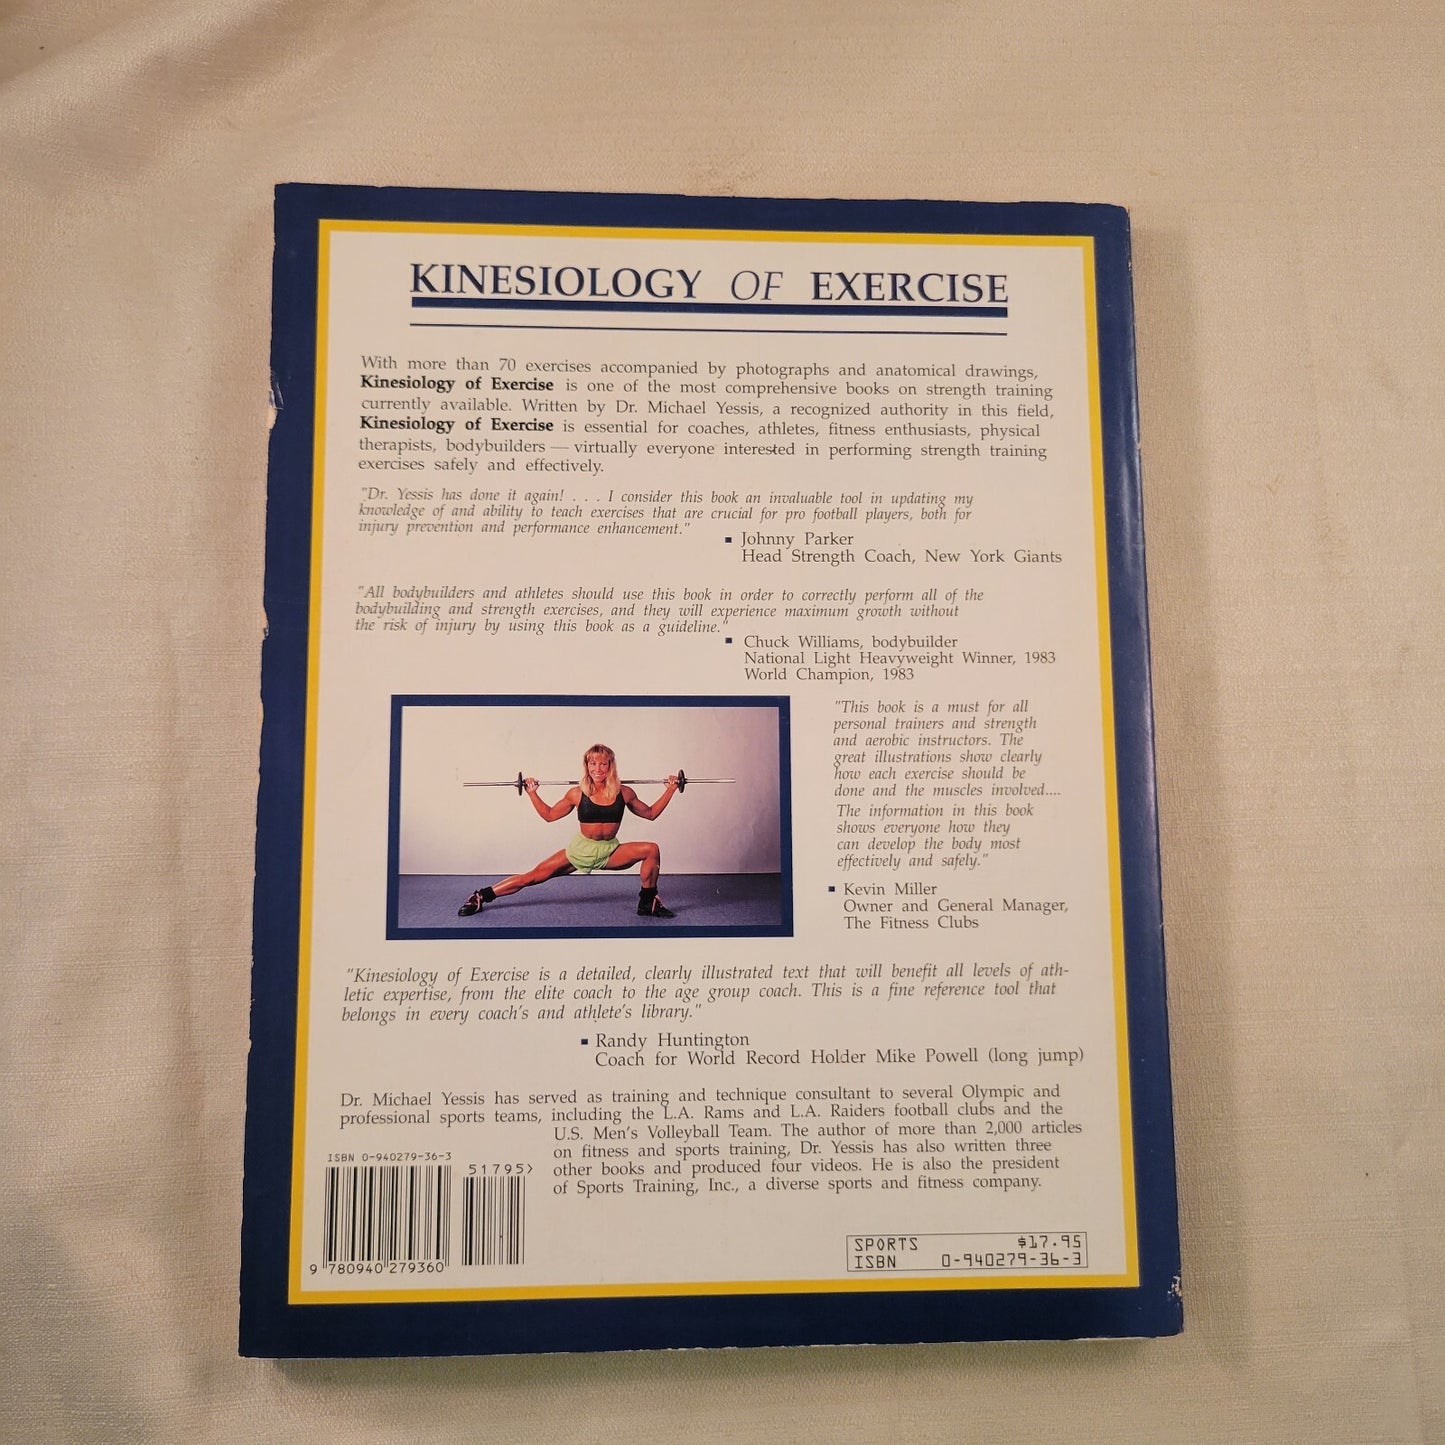 KINESIOLOGY OF EXERCISE
With more than 70 exercises accompanied by photographs and anatomical drawings,
Kinesiology of Exercise is one of the most comprehensive books on strength training
currently available. Written by Dr. Michael Yessis, a recognized authority in this field,
Kinesiology of Exercise is essential for coaches, athletes, fitness enthusiasts, physical
therapists, bodybuilders — virtually everyone interested in performing strength training
exercises safely and effectively.
"Dr. Yessis has done it again! . . . I consider this book an invaluable tool in updating my
knowledge of and ability to teach exercises that are crucial for pro football players, both for
injury prevention and performance enhancement."
▪ Johnny Parker
Head Strength Coach, New York Giants
"All bodybuilders and athletes should use this book in order to correctly perform all of the
bodybuilding and strength exercises, and they will experience maximum growth without
the risk of injury by using this book as a guideline."
▪ Chuck Williams, bodybuilder
National Light Heavyweight Winner, 1983
World Champion, 1983
"This book is a must for all
personal trainers and strength
and aerobic instructors. The
great illustrations show clearly
how each exercise should be
done and the muscles involved....
The information in this book
shows everyone how they
can develop the body most
effectively and safely."
▪ Kevin Miller
Owner and General Manager,
The Fitness Clubs
"Kinesiology of Exercise is a detailed, clearly illustrated text that will benefit all levels of ath-
letic expertise, from the elite coach to the age group coach. This is a fine reference tool that
belongs in every coach's and athlete's library."
▪ Randy Huntington
Coach for World Record Holder Mike Powell (long jump)
Dr. Michael Yessis has served as training and technique consultant to several Olympic and
professional sports teams, including the L.A. Rams and L.A. Raiders football clubs and the
U.S. Men's Volleyball Team. The author of more than 2,000 articles
on fitness and sports training, Dr. Yessis has also written three
other books and produced four videos. He is also the president
of Sports Training, Inc., a diverse sports and fitness company.
ISBN 0-940279-36-3
51795>
9 780940 279360
SPORTS $17.95
ISBN 0-940279-36-3